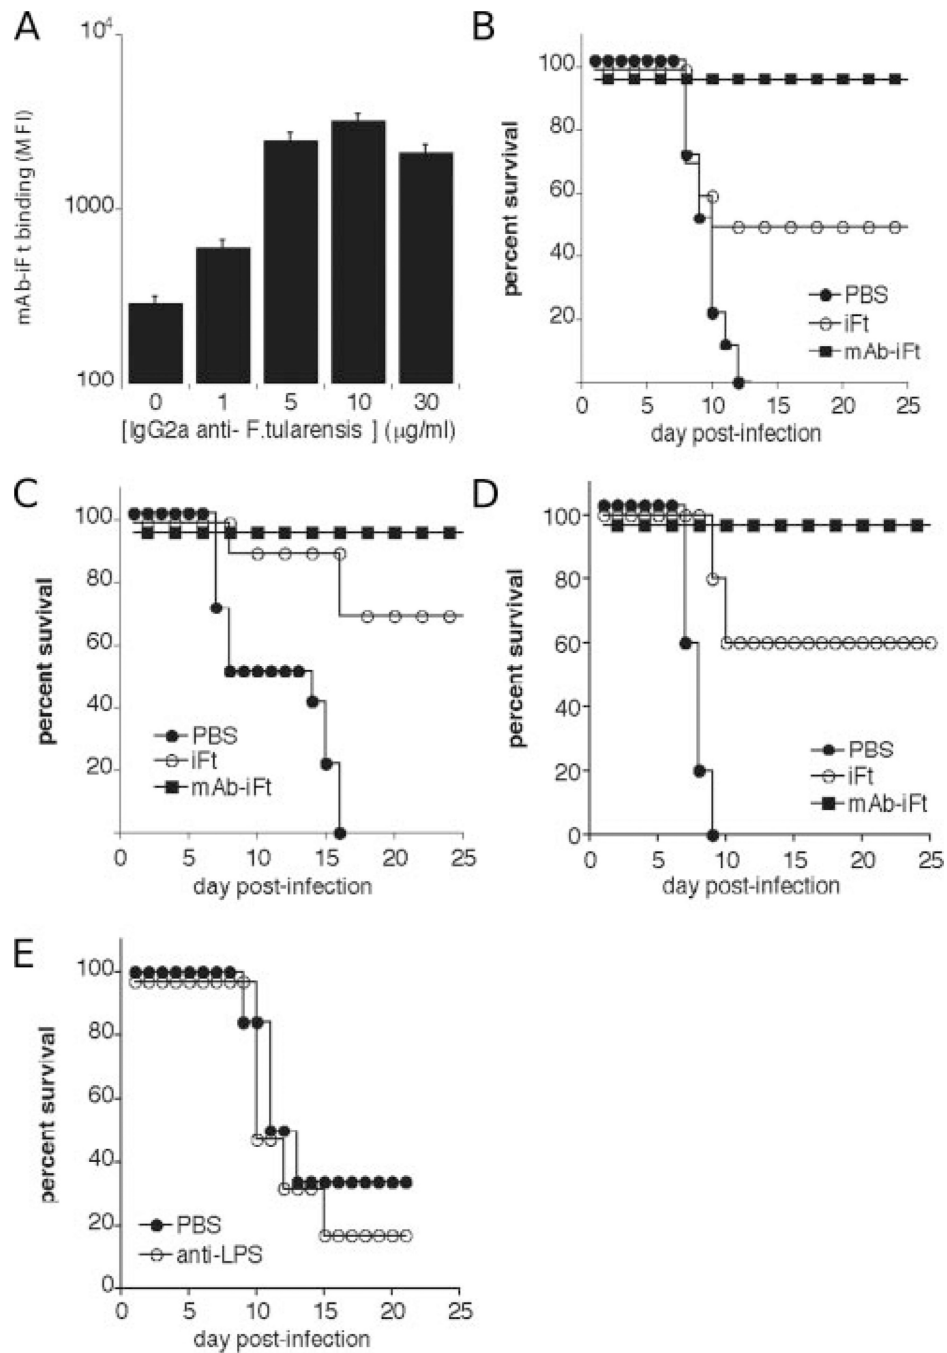 A
10^4
1000
100
mAb-iF t binding (MFI)
0 1 5 10 30
[IgG2a anti- F.tularensis ] (µg/ml)
B
100
80
60
40
20
percent survival
PBS
iFt
mAb-iFt
0 5 10 15 20 25
day post-infection
C
100
80
60
40
20
percent suvival
PBS
iFt
mAb-iFt
0 5 10 15 20 25
day post-infection
D
100
80
60
40
20
0
percent survival
PBS
iFt
mAb-iFt
0 5 10 15 20 25
day post-infection
E
100
80
60
40
20
0
percent survival
PBS
anti-LPS
0 5 10 15 20 25
day post-infection